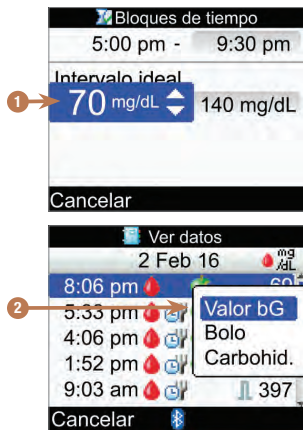 Bloques de tiempo
5:00 pm - 9:30 pm
Intervalo ideal
1 70 mg/dL 140 mg/dL
Cancelar
Ver datos
2 Feb 16 mg/dL
8:06 pm
2 5:33 pm Valor bG
4:06 pm Bolo
1:52 pm Carbohid.
9:03 am 397
Cancelar